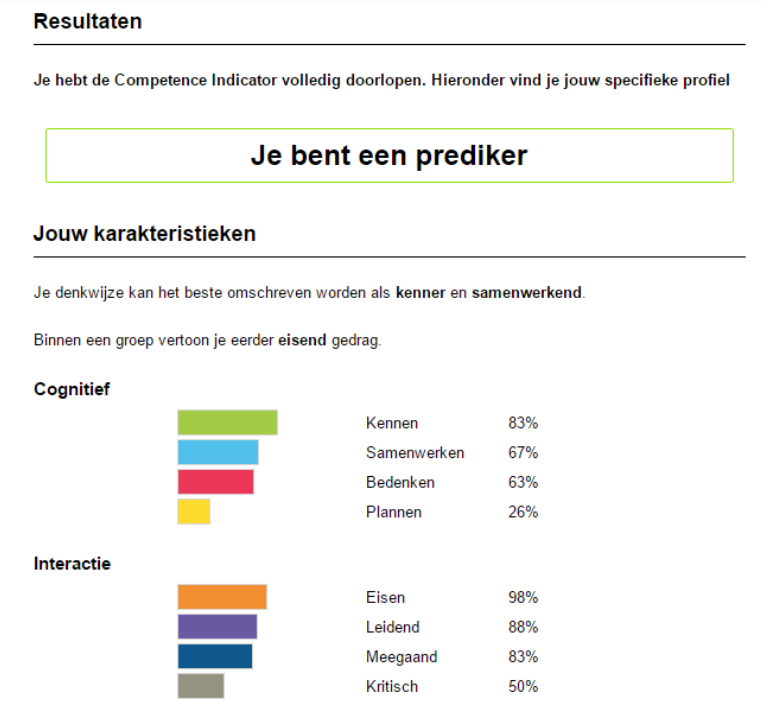 Resultaten
Je hebt de Competence Indicator volledig doorlopen. Hieronder vind je jouw specifieke profiel
Je bent een prediker
Jouw karakteristieken
Je denkwijze kan het beste omschreven worden als kenner en samenwerkend.
Binnen een groep vertoon je eerder eisend gedrag.
Cognitief
Kennen 83%
Samenwerken 67%
Bedenken 63%
Plannen 26%
Interactie
Eisen 98%
Leidend 88%
Meegaand 83%
Kritisch 50%